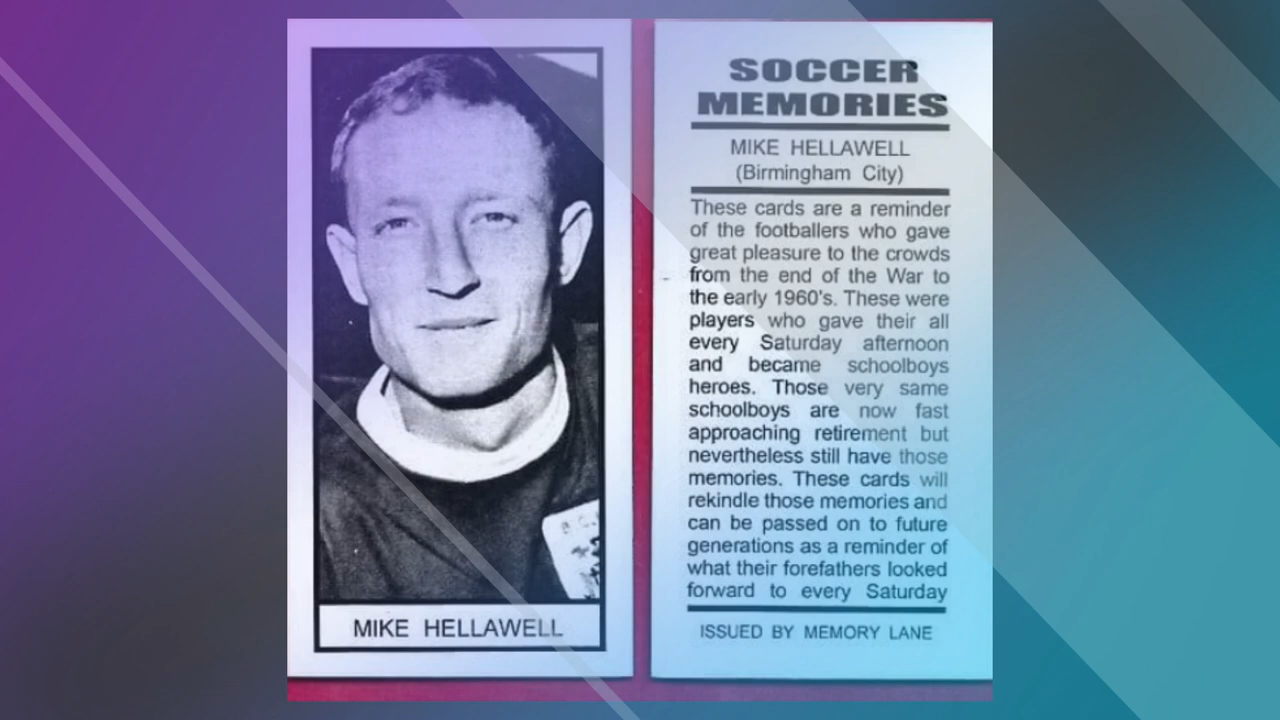 MIKE HELLAWELL
SOCCER
MEMORIES
MIKE HELLAWELL
(Birmingham City)
These cards are a reminder
of the footballers who gave
great pleasure to the crowds
from the end of the War to
the early 1960's. These were
players who gave their all
every Saturday afternoon
and became schoolboys
heroes. Those very same
schoolboys are now fast
approaching retirement but
nevertheless still have those
memories. These cards will
rekindle those memories and
can be passed on to future
generations as a reminder of
what their forefathers looked
forward to every Saturday
ISSUED BY MEMORY LANE